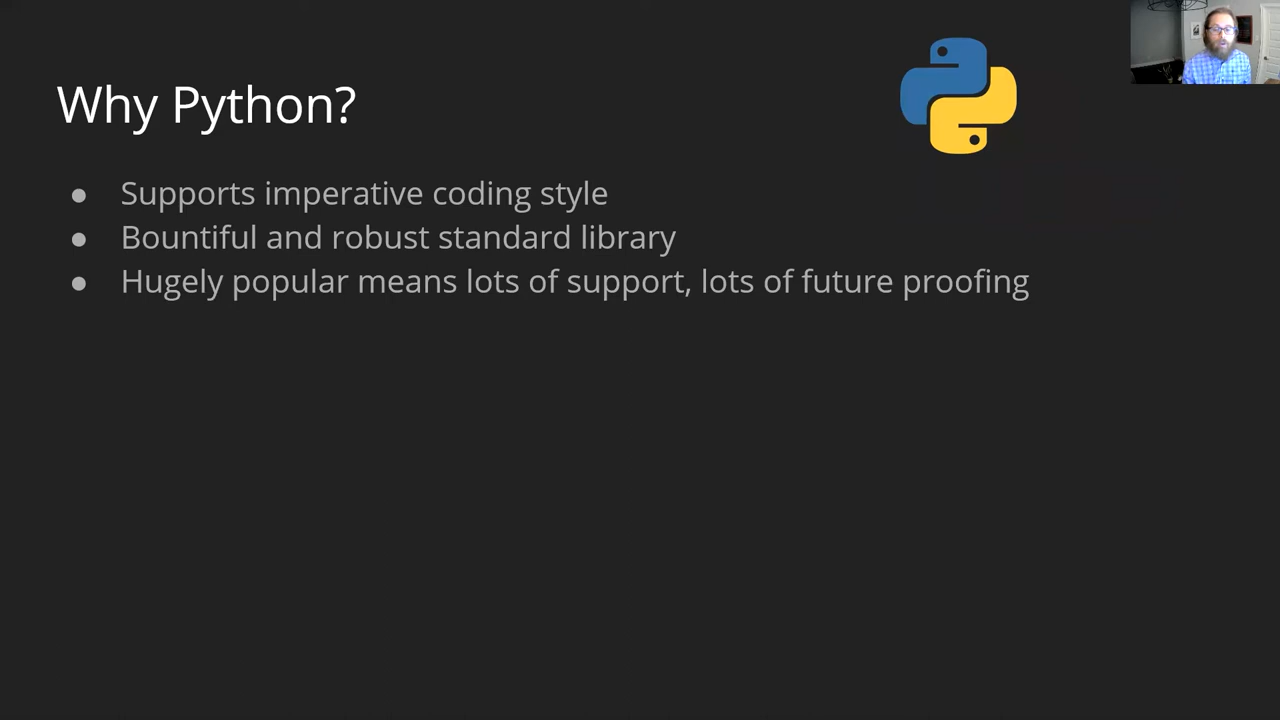 Why Python?
● Supports imperative coding style
● Bountiful and robust standard library
● Hugely popular means lots of support, lots of future proofing